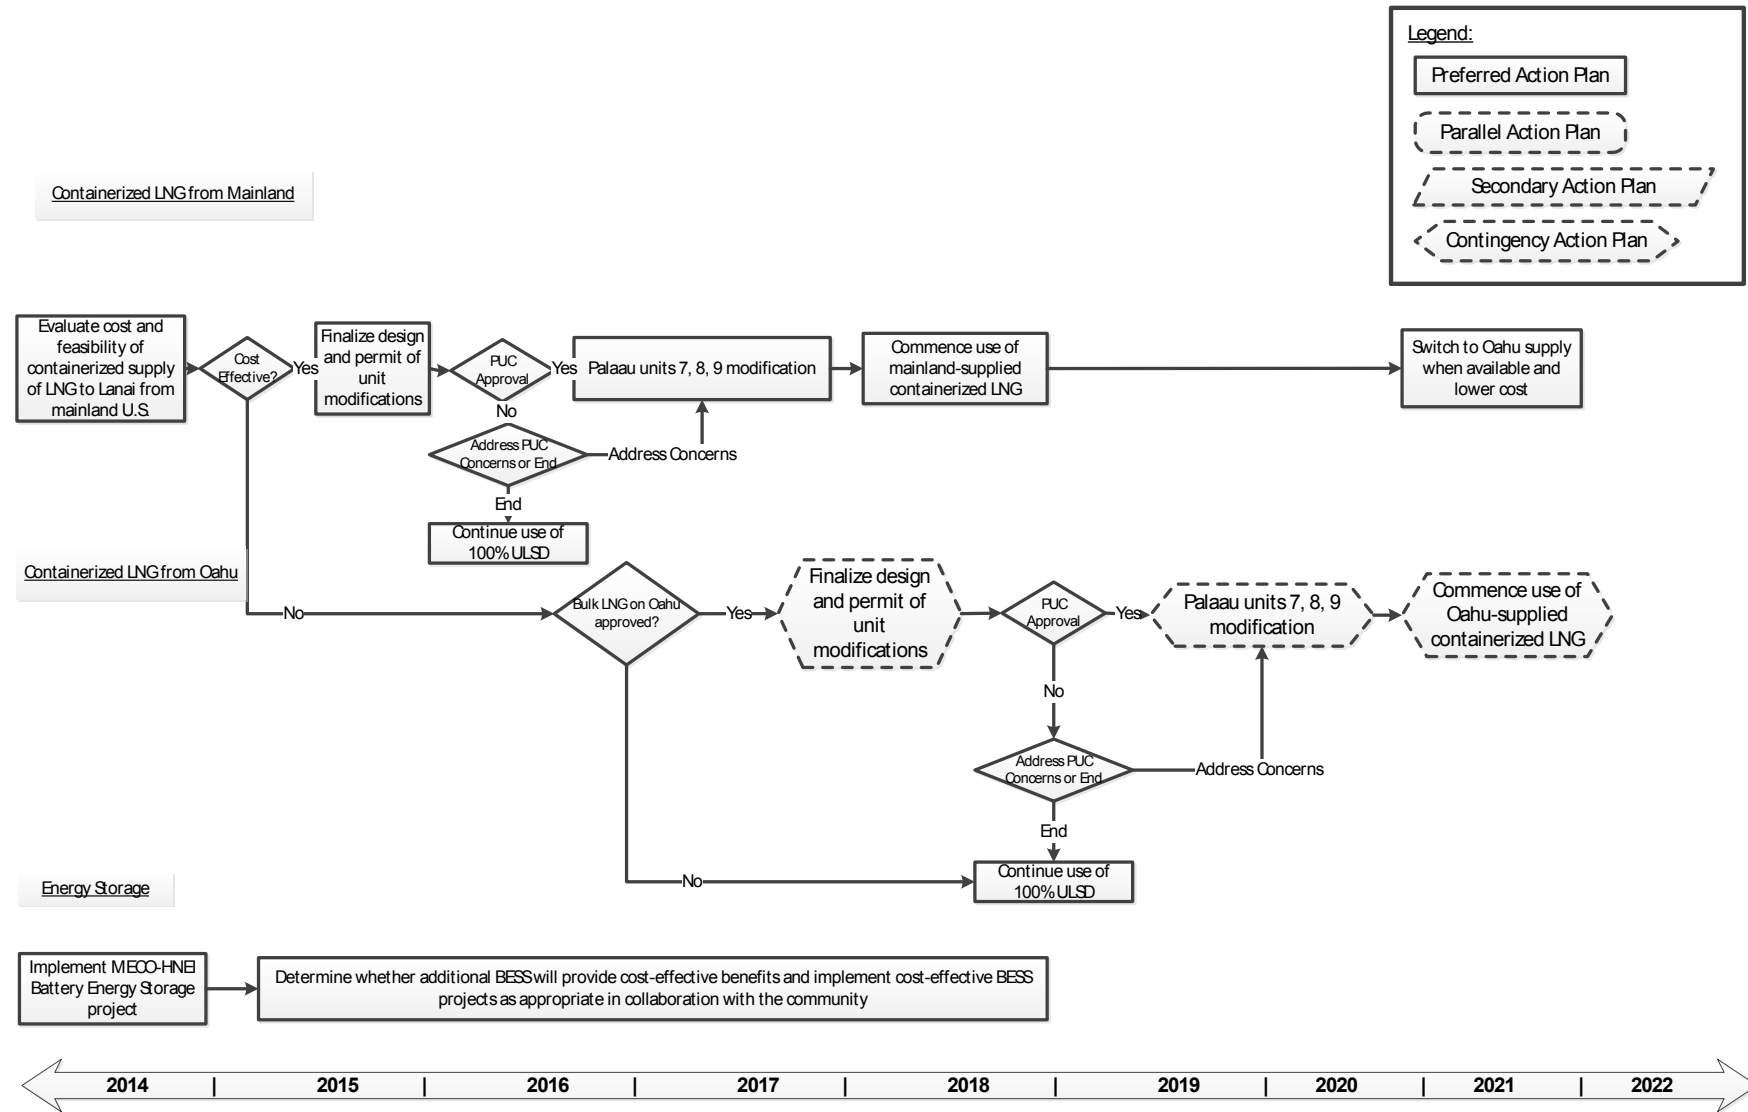 Legend:
Preferred Action Plan
Parallel Action Plan
Secondary Action Plan
Contingency Action Plan
Containerized LNG from Mainland
Evaluate cost and
feasibility of
containerized supply
of LNG to Lanai from
mainland U.S.
Cost
Effective?
Yes
Finalize design
and permit of
unit
modifications
PUC
Approval
Yes
Palaau units 7, 8, 9 modification
Commence use of
mainland-supplied
containerized LNG
Switch to Oahu supply
when available and
lower cost
No
Address PUC
Concerns or End
Address Concerns
End
Continue use of
100% ULSD
Containerized LNG from Oahu
No
Bulk LNG on Oahu
approved?
Yes
Finalize design
and permit of
unit
modifications
PUC
Approval
Yes
Palaau units 7, 8, 9
modification
Commence use of
Oahu-supplied
containerized LNG
No
Address PUC
Concerns or End
Address Concerns
End
No
Continue use of
100% ULSD
Energy Storage
Implement MECO-HNEI
Battery Energy Storage
project
Determine whether additional BESS will provide cost-effective benefits and implement cost-effective BESS
projects as appropriate in collaboration with the community
2014 | 2015 | 2016 | 2017 | 2018 | 2019 | 2020 | 2021 | 2022